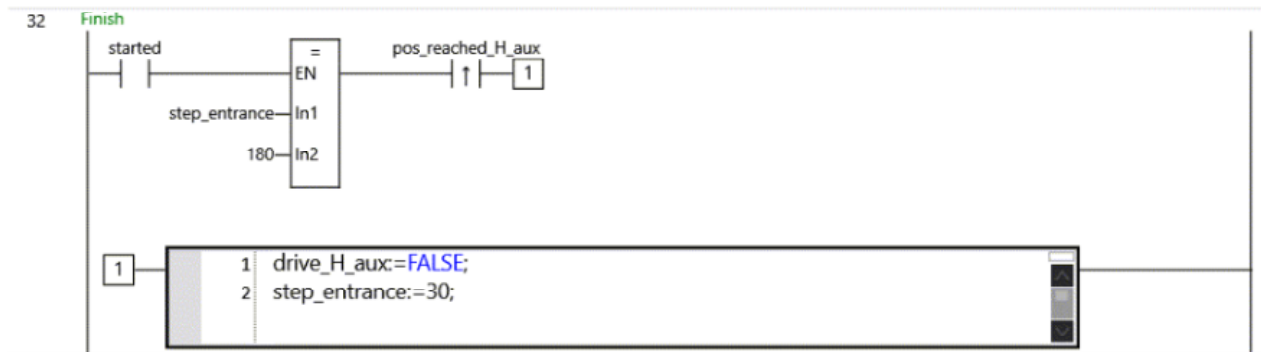 32 Finish
started
=
pos_reached_H_aux
EN
↑
1
step_entrance
In1
180
In2
1
1 drive_H_aux:=FALSE;
2 step_entrance:=30;